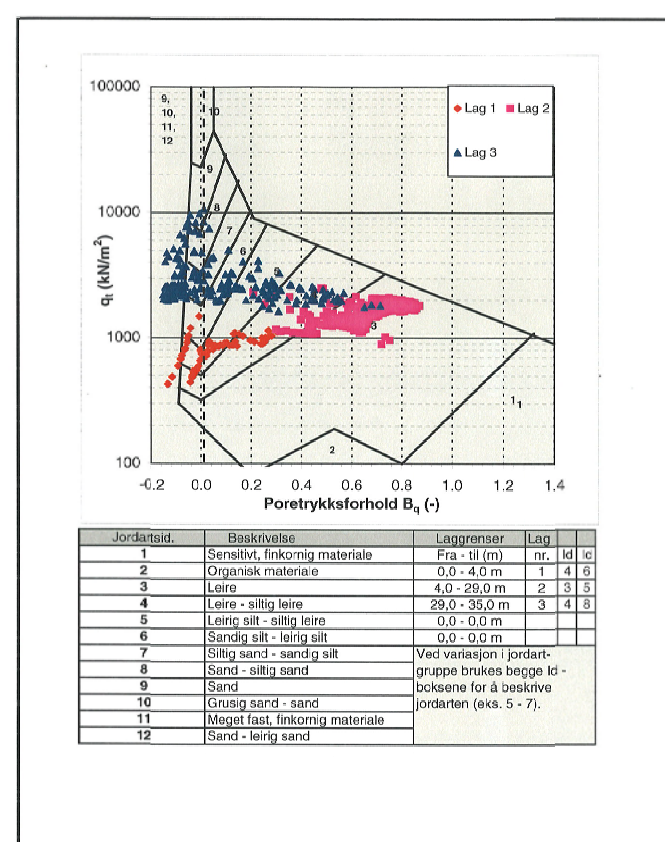 100000
10000
1000
100
qt (kN/m²)
-0.2 0.0 0.2 0.4 0.6 0.8 1.0 1.2 1.4
Poretrykksforhold Bq (-)
Lag 1 Lag 2
Lag 3
9,
10,
11,
12
10
9
8
7
6
5
3
2
1
1
Jordartsid. Beskrivelse Laggrenser Lag
1 Sensitivt, finkornig materiale Fra - til (m) nr. Id Id
2 Organisk materiale 0,0 - 4,0 m 1 4 6
3 Leire 4,0 - 29,0 m 2 3 5
4 Leire - siltig leire 29,0 - 35,0 m 3 4 8
5 Leirig silt - siltig leire 0,0 - 0,0 m
6 Sandig silt - leirig silt 0,0 - 0,0 m
7 Siltig sand - sandig silt
8 Sand - siltig sand
9 Sand
10 Grusig sand - sand
11 Meget fast, finkornig materiale
12 Sand - leirig sand
Ved variasjon i jordart-
gruppe brukes begge Id -
boksene for å beskrive
jordarten (eks. 5 - 7).